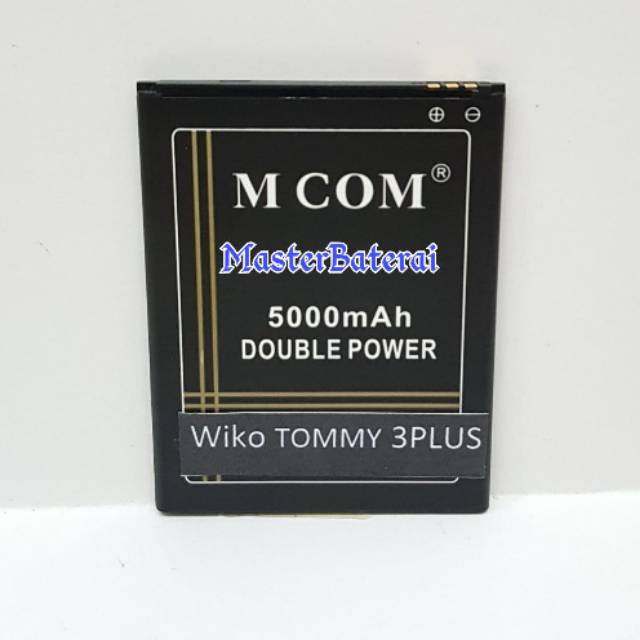 ⊕ ⊖
M COM®
MasterBaterai
5000mAh
DOUBLE POWER
Wiko TOMMY 3PLUS